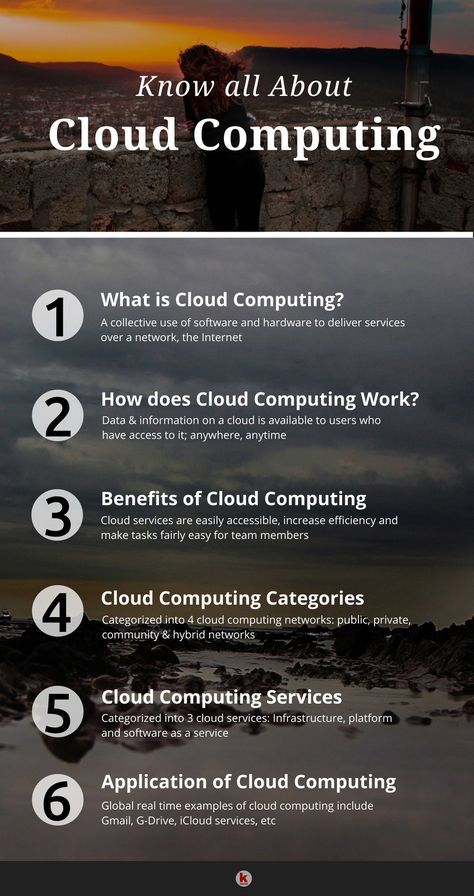 Know all About
Cloud Computing
1
What is Cloud Computing?
A collective use of software and hardware to deliver services
over a network, the Internet
2
How does Cloud Computing Work?
Data & information on a cloud is available to users who
have access to it; anywhere, anytime
3
Benefits of Cloud Computing
Cloud services are easily accessible, increase efficiency and
make tasks fairly easy for team members
4
Cloud Computing Categories
Categorized into 4 cloud computing networks: public, private,
community & hybrid networks
5
Cloud Computing Services
Categorized into 3 cloud services: Infrastructure, platform
and software as a service
6
Application of Cloud Computing
Global real time examples of cloud computing include
Gmail, G-Drive, iCloud services, etc
k